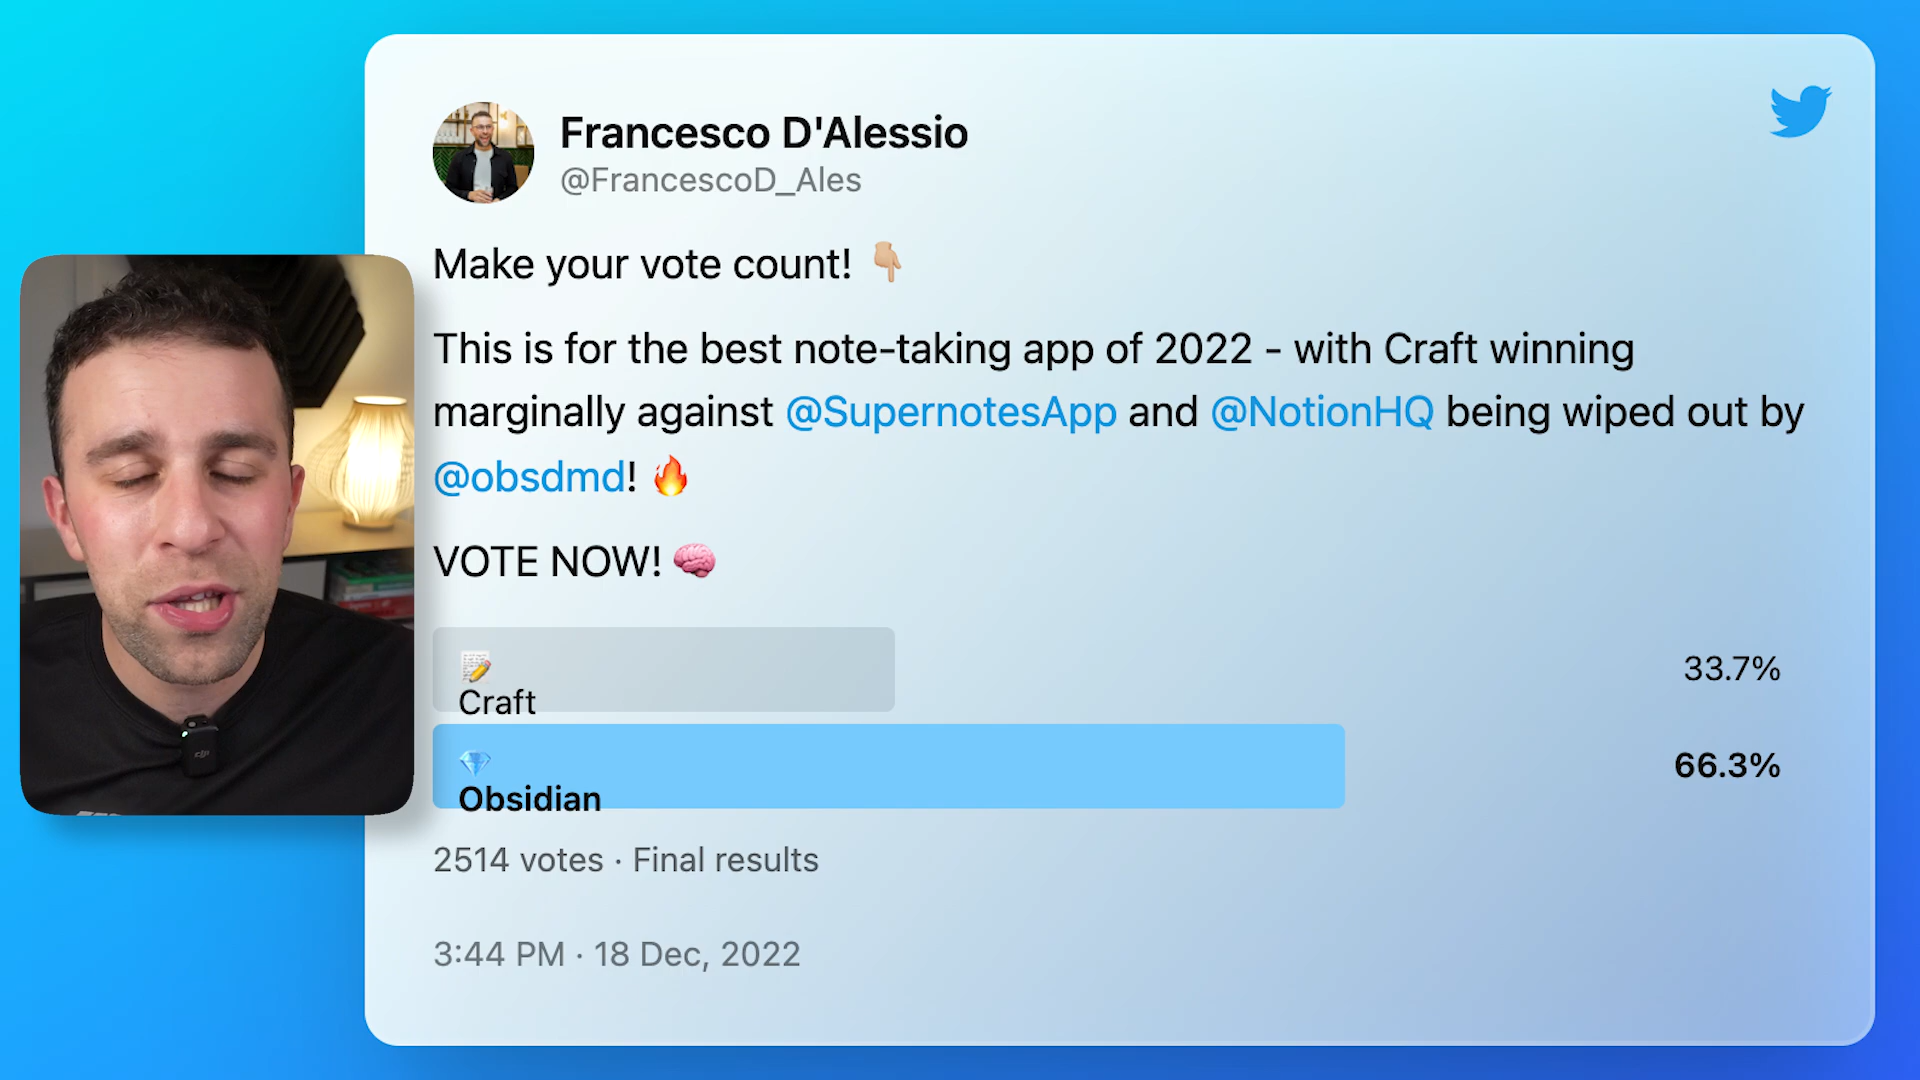 Francesco D'Alessio
@FrancescoD_Ales
Make your vote count! 👇🏼
This is for the best note-taking app of 2022 - with Craft winning
marginally against @SupernotesApp and @NotionHQ being wiped out by
@obsdmd! 🔥
VOTE NOW! 🧠
📝
Craft
33.7%
💎
Obsidian
66.3%
2514 votes · Final results
3:44 PM · 18 Dec, 2022
dji